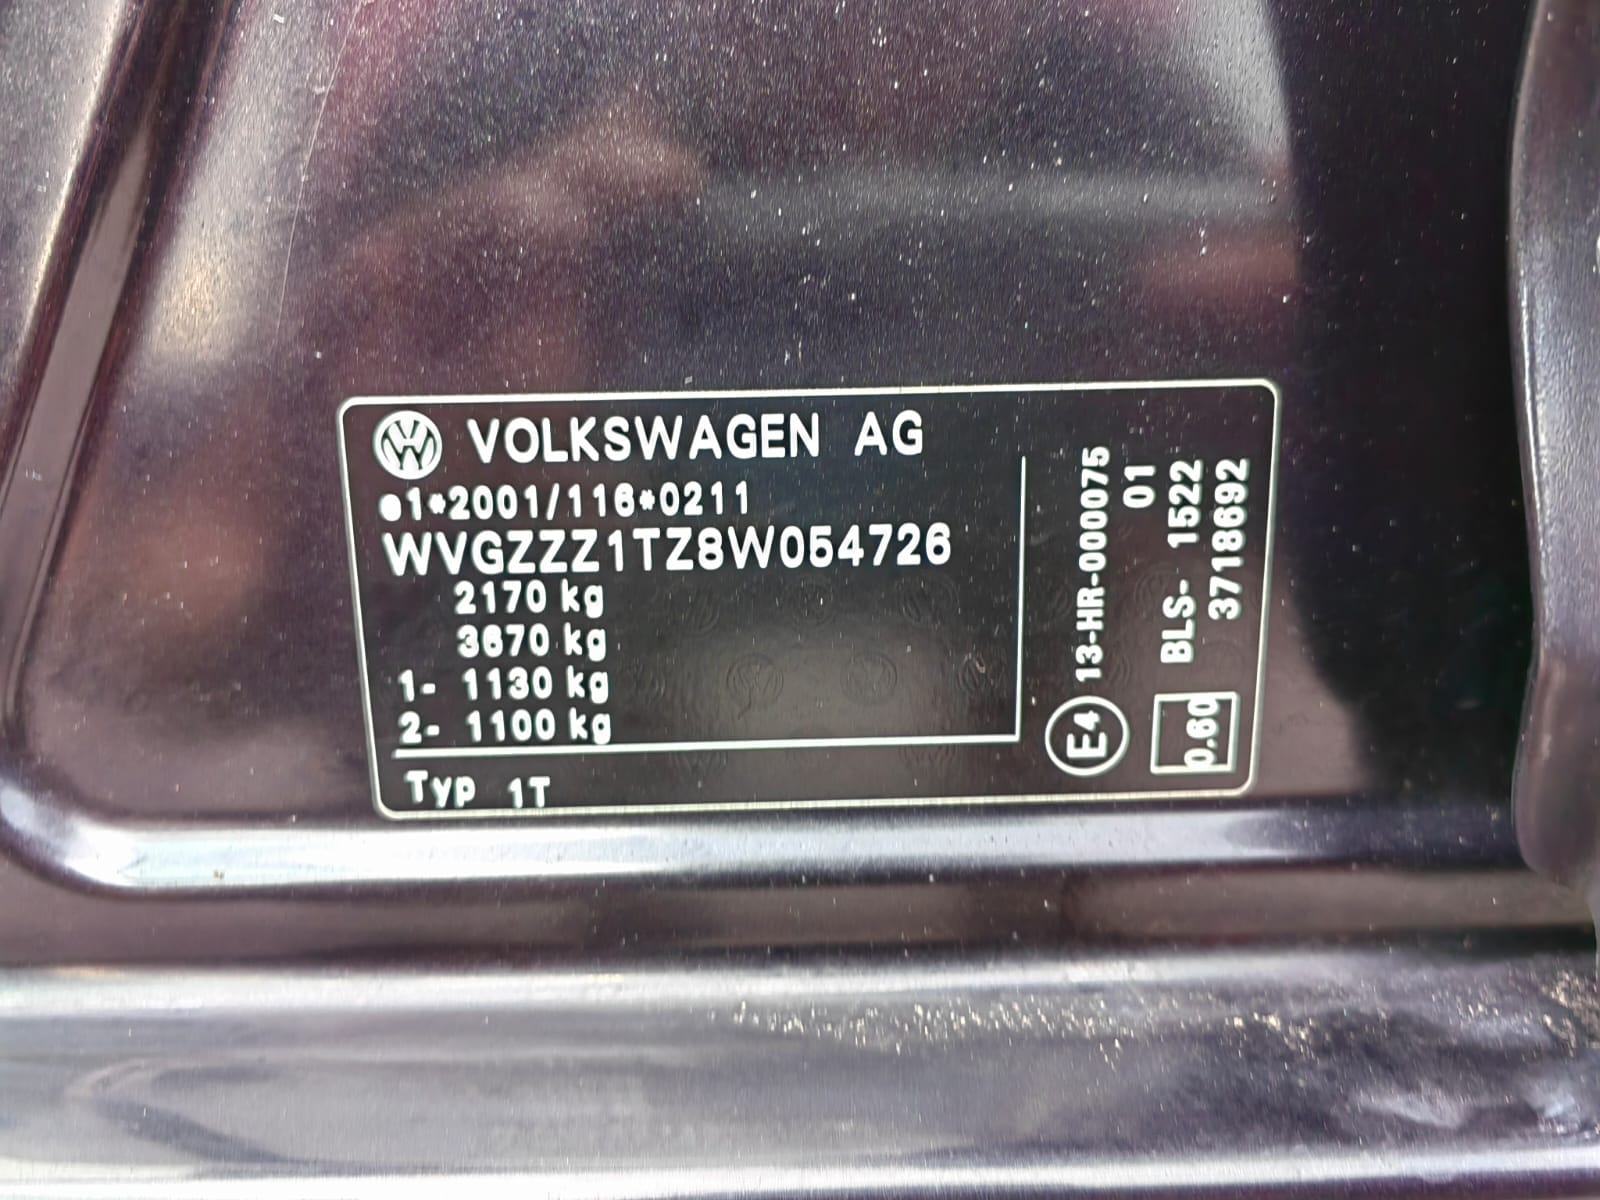 VOLKSWAGEN AG
e1*2001/116*0211
WVGZZZ1TZ8W054726
2170 kg
3670 kg
1- 1130 kg
2- 1100 kg
Typ 1T
E4 13-HR-000075
01
0.60 BLS- 1522
3718692